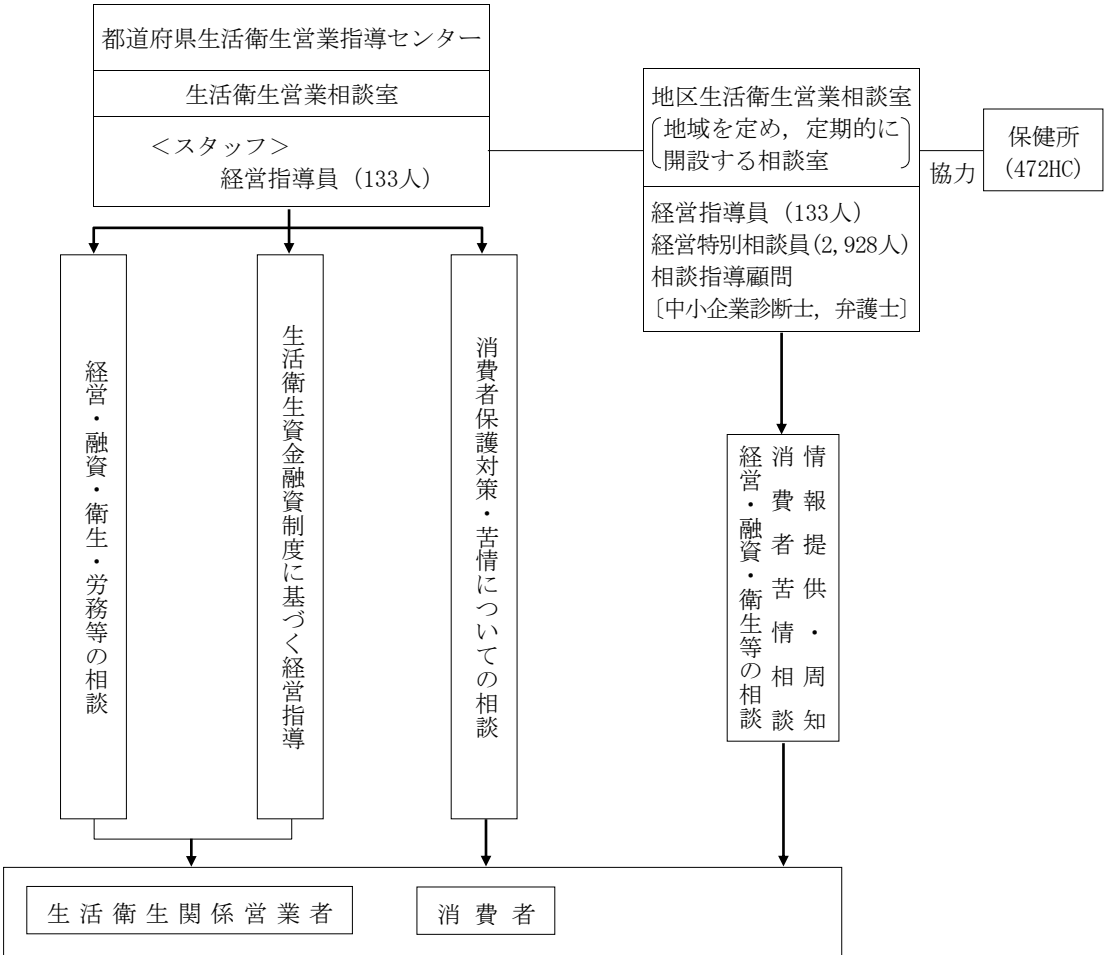 都道府県生活衛生営業指導センター
生活衛生営業相談室
<スタッフ>
経営指導員 (133人)
地区生活衛生営業相談室
〔地域を定め，定期的に
開設する相談室〕
協力
保健所
(472HC)
経営指導員 (133人)
経営特別相談員(2,928人)
相談指導顧問
〔中小企業診断士，弁護士〕
経営・融資・衛生・労務等の相談
生活衛生資金融資制度に基づく経営指導
消費者保護対策・苦情についての相談
情報提供・周知
消費者苦情相談
経営・融資・衛生等の相談
生活衛生関係営業者
消費者